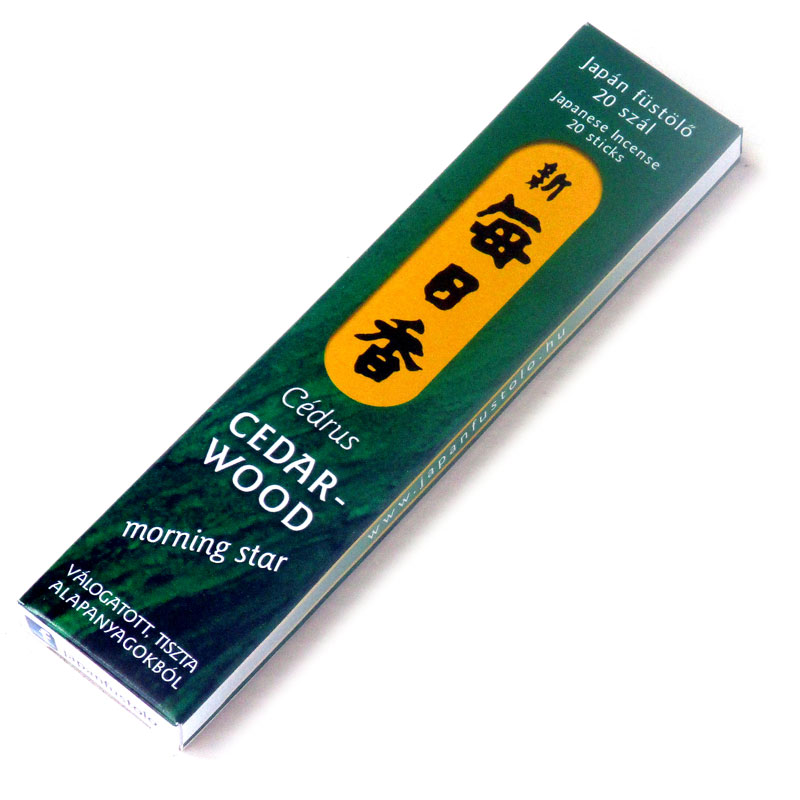 Japán füstölő
20 szál
Japanese Incense
20 sticks
新
毎日香
Cédrus
CEDAR-
WOOD
morning star
VÁLOGATOTT, TISZTA
ALAPANYAGOKBÓL
www.japanfustolo.hu
japanfüstölő